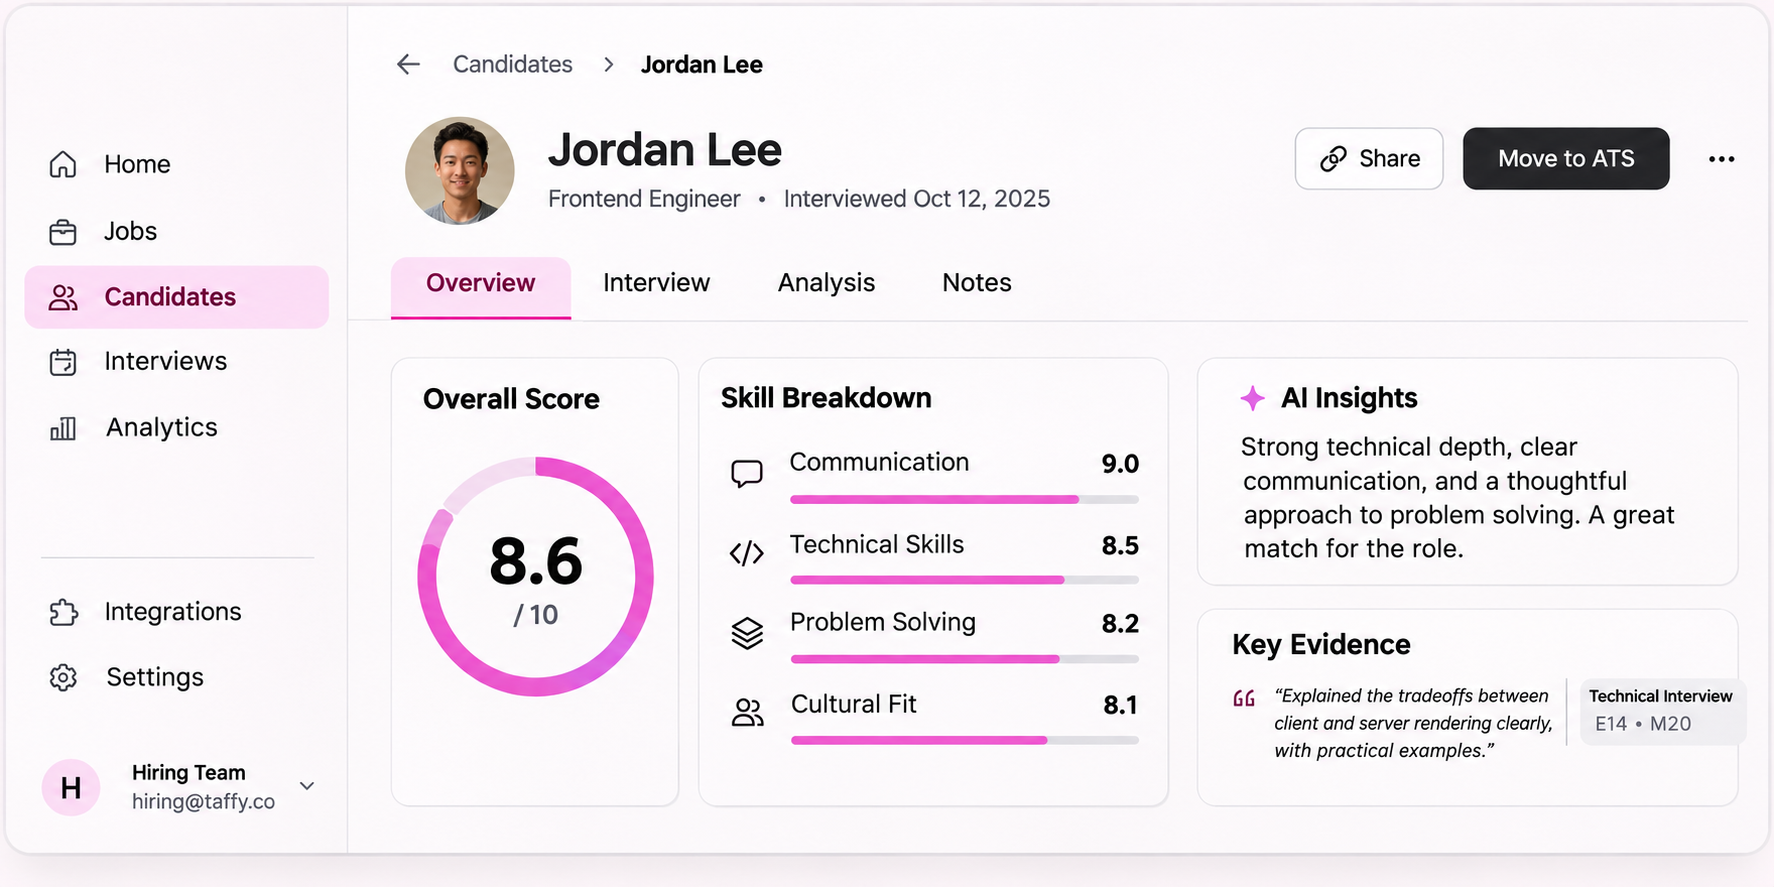 Candidates > Jordan Lee
Home
Jobs
Candidates
Interviews
Analytics
Integrations
Settings
H
Hiring Team
hiring@taffy.co
Jordan Lee
Frontend Engineer • Interviewed Oct 12, 2025
Share
Move to ATS
Overview
Interview
Analysis
Notes
Overall Score
8.6
/ 10
Skill Breakdown
Communication 9.0
Technical Skills 8.5
Problem Solving 8.2
Cultural Fit 8.1
AI Insights
Strong technical depth, clear
communication, and a thoughtful
approach to problem solving. A great
match for the role.
Key Evidence
“Explained the tradeoffs between
client and server rendering clearly,
with practical examples.”
Technical Interview
E14 • M20